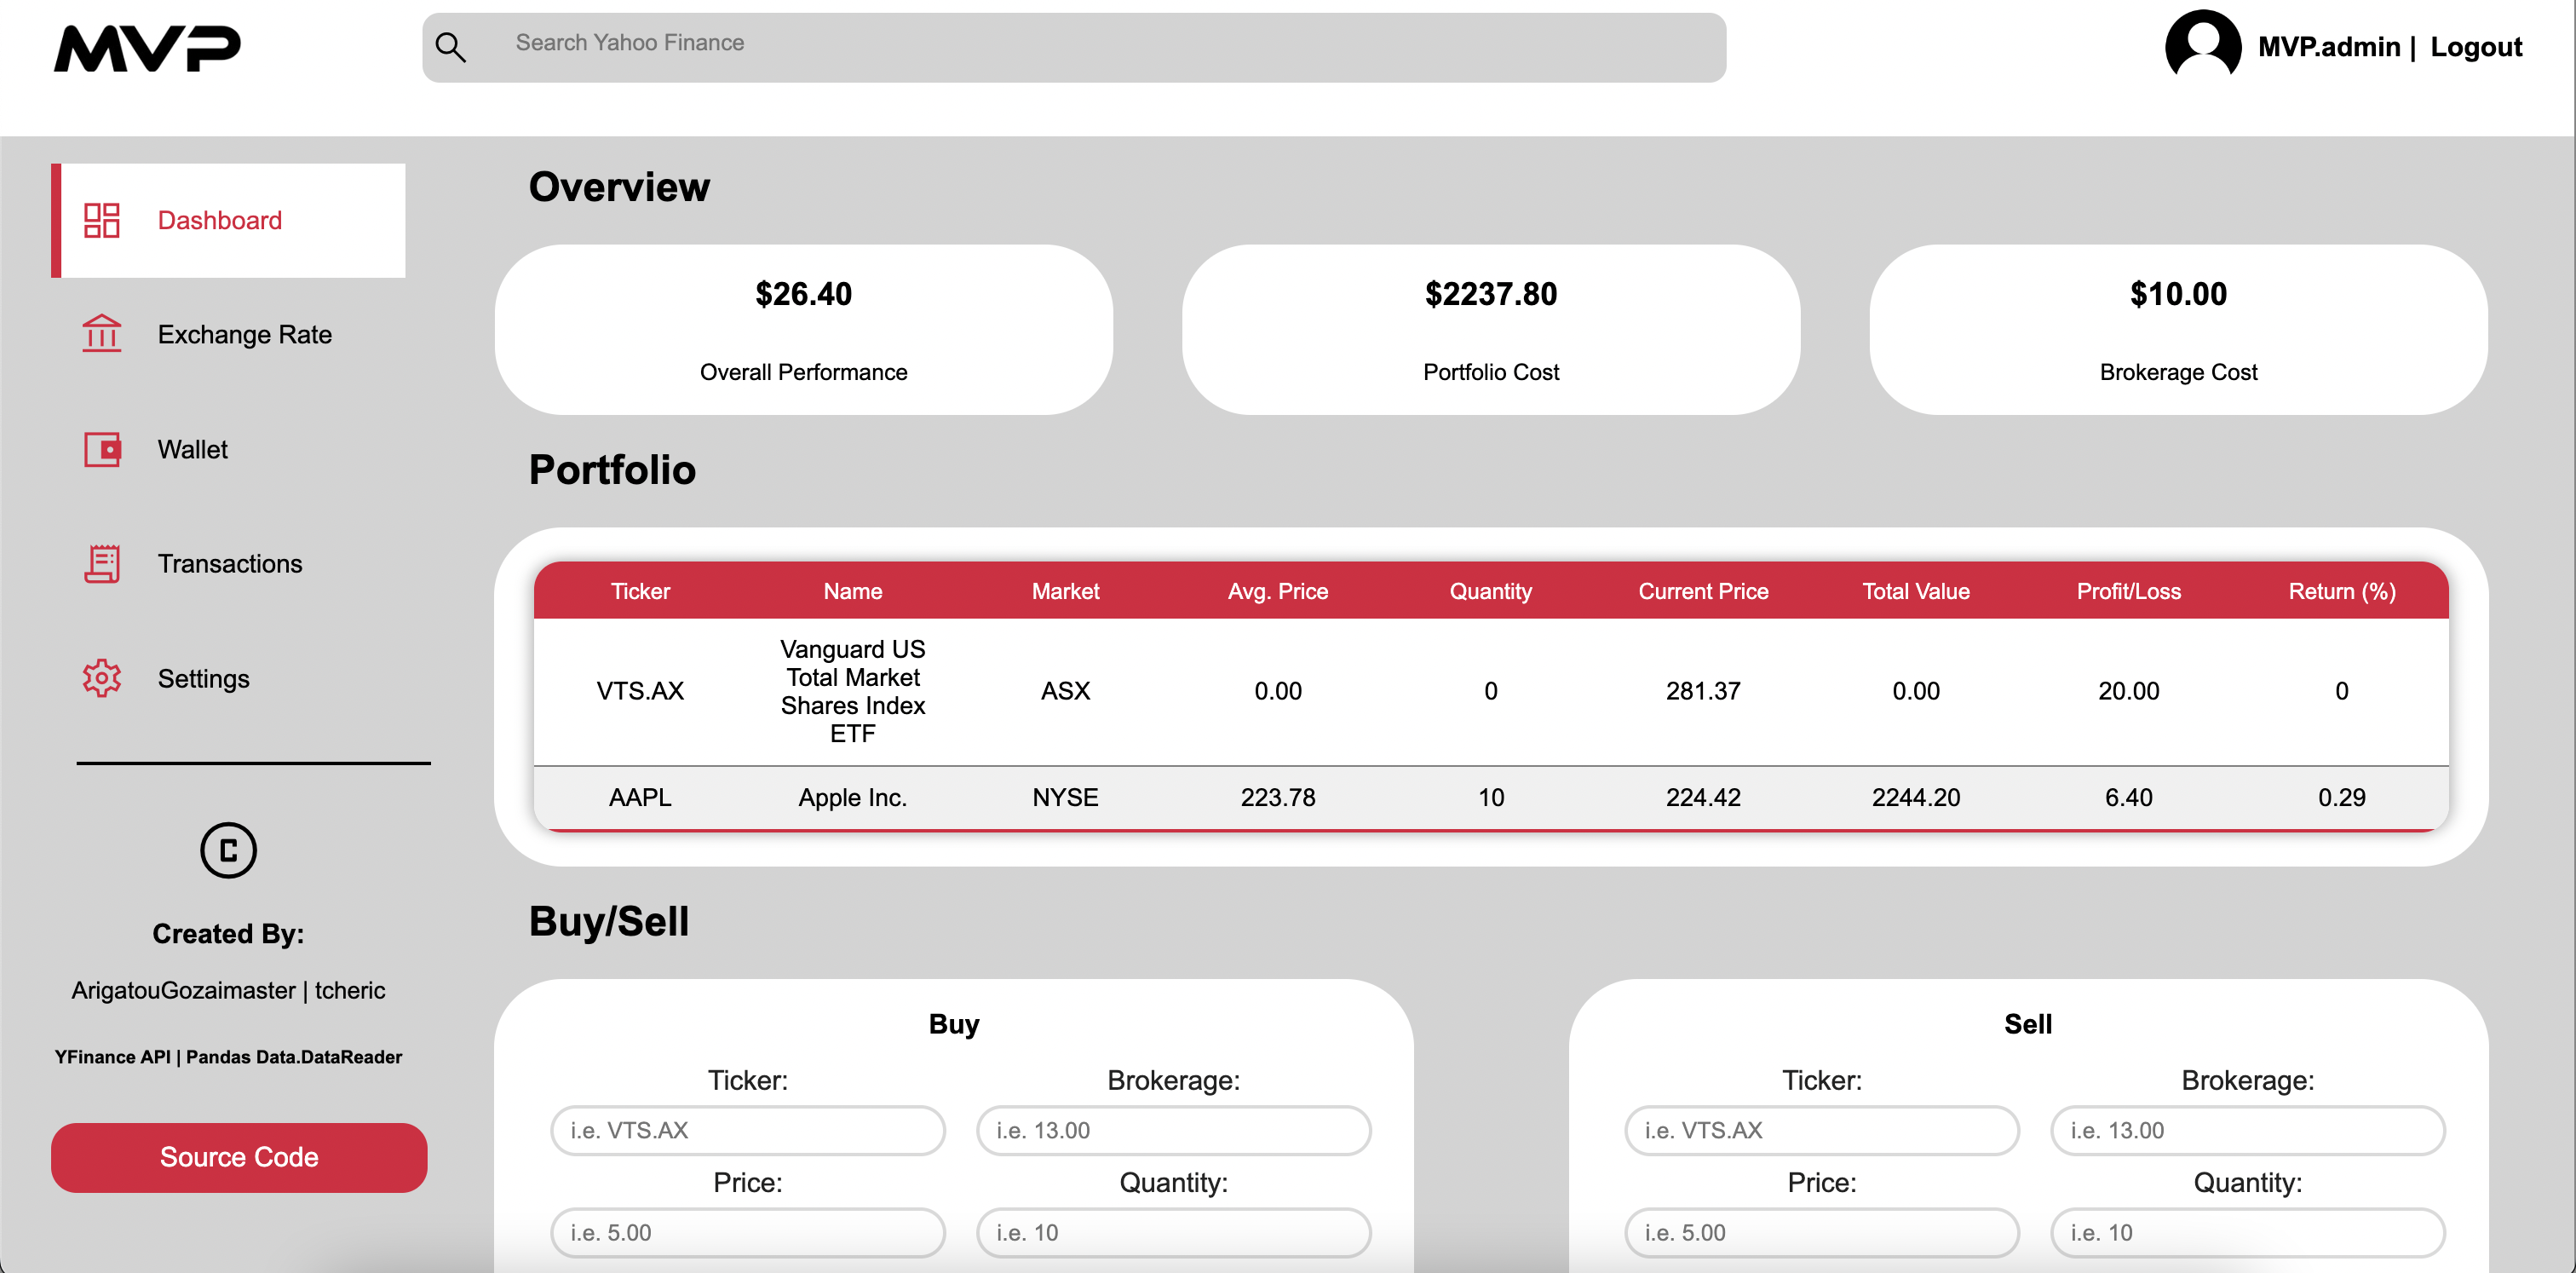 MVP
Search Yahoo Finance
MVP.admin | Logout
Dashboard
Exchange Rate
Wallet
Transactions
Settings
C
Created By:
ArigatouGozaimaster | tcheric
YFinance API | Pandas Data.DataReader
Source Code
Overview
$26.40
Overall Performance
$2237.80
Portfolio Cost
$10.00
Brokerage Cost
Portfolio
Ticker Name Market Avg. Price Quantity Current Price Total Value Profit/Loss Return (%)
VTS.AX Vanguard US ASX 0.00 0 281.37 0.00 20.00 0
Total Market
Shares Index
ETF
AAPL Apple Inc. NYSE 223.78 10 224.42 2244.20 6.40 0.29
Buy/Sell
Buy
Ticker: Brokerage:
i.e. VTS.AX i.e. 13.00
Price: Quantity:
i.e. 5.00 i.e. 10
Sell
Ticker: Brokerage:
i.e. VTS.AX i.e. 13.00
Price: Quantity:
i.e. 5.00 i.e. 10